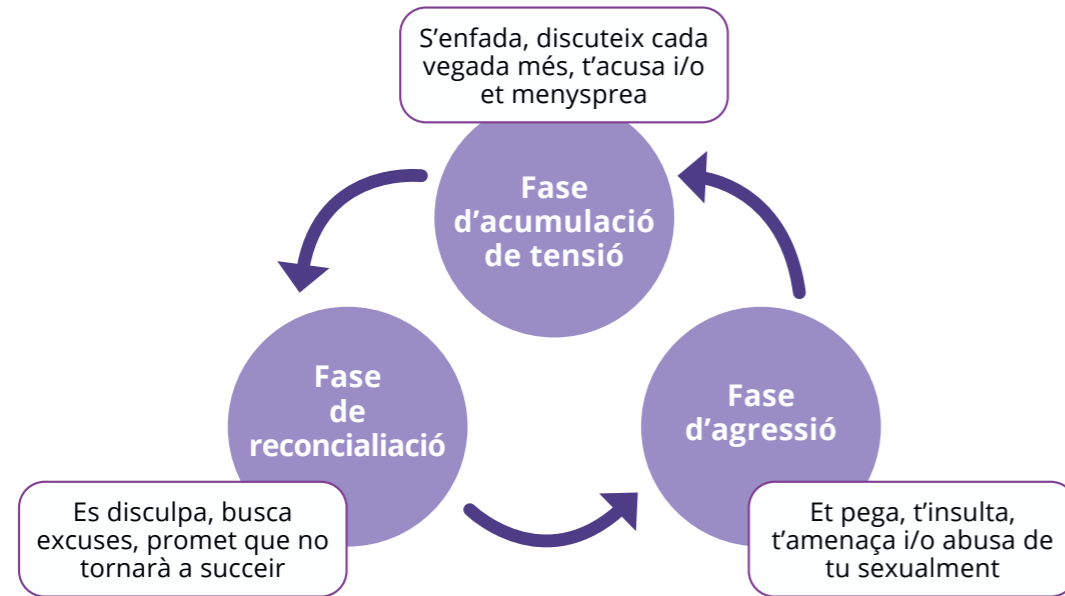 S’enfada, discuteix cada
vegada més, t’acusa i/o
et menysprea
Fase
d’acumulació
de tensió
Fase
de
reconcialiació
Fase
d’agressió
Es disculpa, busca
excuses, promet que no
tornarà a succeir
Et pega, t’insulta,
t’amenaça i/o abusa de
tu sexualment